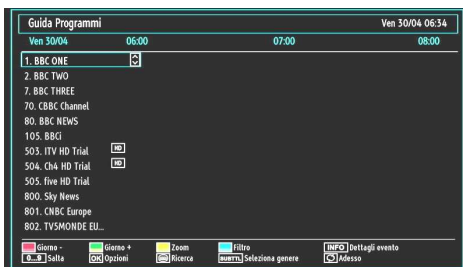 Guida Programmi Ven 30/04 06:34
Ven 30/04 06:00 07:00 08:00
1. BBC ONE
2. BBC TWO
7. BBC THREE
70. CBBC Channel
80. BBC NEWS
105. BBCi
503. ITV HD Trial HD
504. Ch4 HD Trial HD
505. five HD Trial
800. Sky News
801. CNBC Europe
802. TV5MONDE EU...
Giorno - Giorno + Zoom Filtro INFO Dettagli evento
0...9 Salta OK Opzioni Ricerca SUBTTL Seleziona genere Adesso